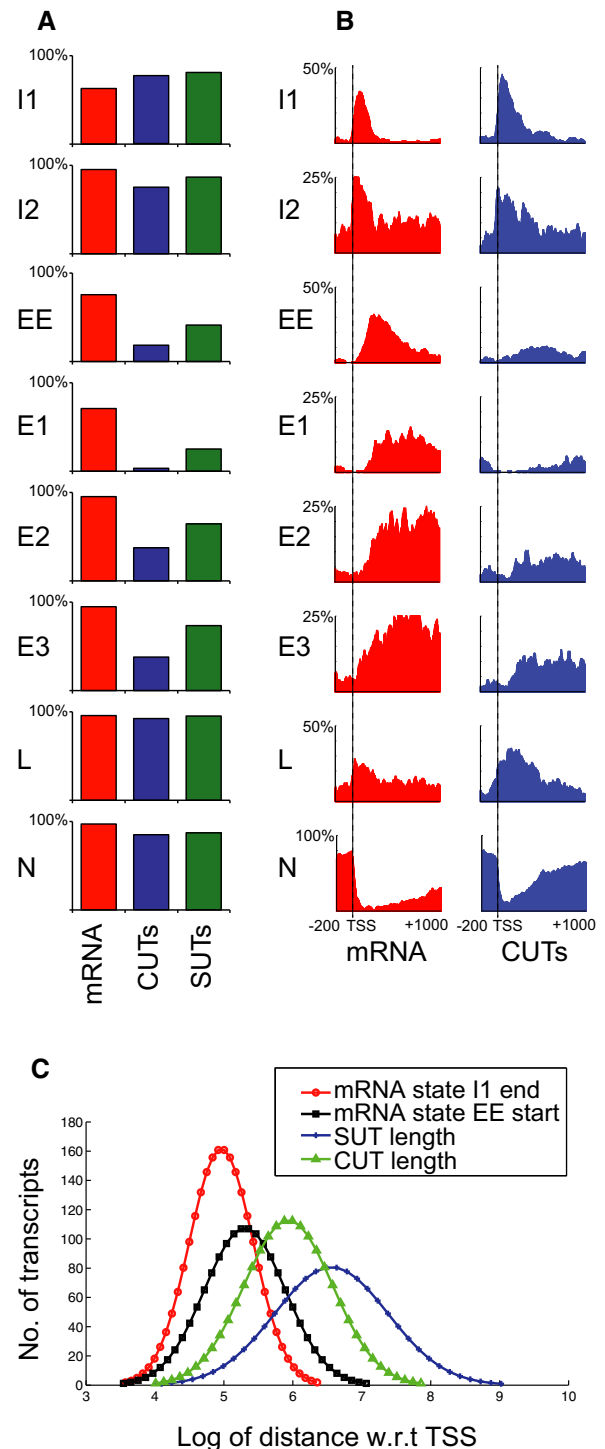 A
B
100%
50%
I1
I1
100%
25%
I2
I2
100%
50%
EE
EE
100%
25%
E1
E1
100%
25%
E2
E2
100%
25%
E3
E3
100%
50%
L
L
100%
100%
N
N
mRNA
CUTs
SUTs
-200 TSS +1000
-200 TSS +1000
mRNA
CUTs
C
mRNA state I1 end
mRNA state EE start
SUT length
CUT length
No. of transcripts
180
160
140
120
100
80
60
40
20
0
3 4 5 6 7 8 9 10
Log of distance w.r.t TSS